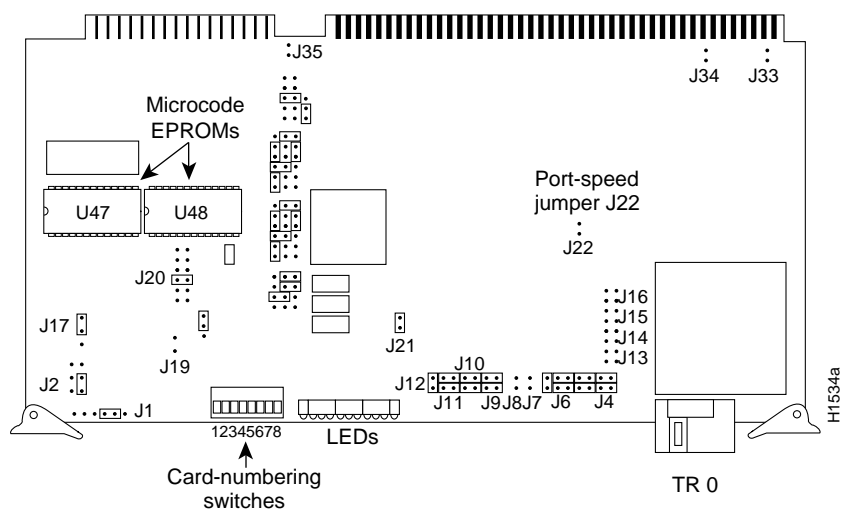 J35
J34
J33
Microcode
EPROMs
U47
U48
Port-speed
jumper J22
J22
J20
J16
J15
J14
J13
J17
J19
J21
J2
J12
J10
J11
J9
J8
J7
J6
J4
J1
12345678
LEDs
Card-numbering
switches
TR 0
H1534a